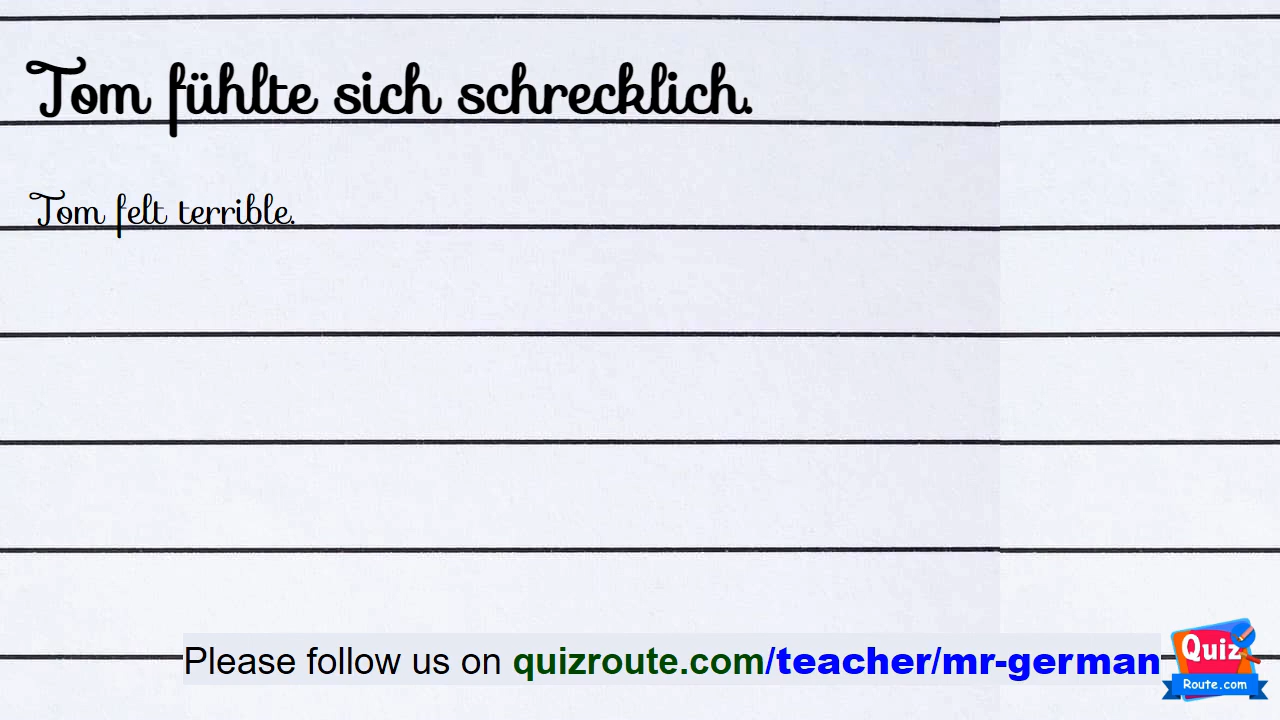 Tom fühlte sich schrecklich.
Tom felt terrible.
Please follow us on quizroute.com/teacher/mr-german
Quiz
Route.com